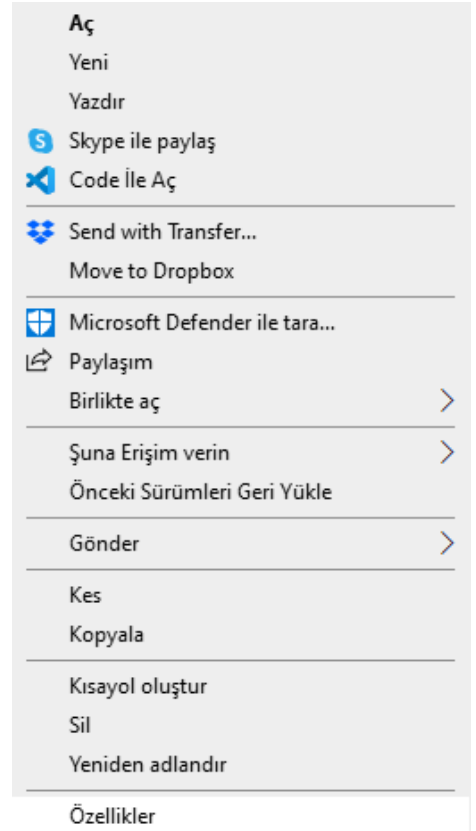 Aç
Yeni
Yazdır
Skype ile paylaş
Code İle Aç
Send with Transfer...
Move to Dropbox
Microsoft Defender ile tara...
Paylaşım
Birlikte aç
Şuna Erişim verin
Önceki Sürümleri Geri Yükle
Gönder
Kes
Kopyala
Kısayol oluştur
Sil
Yeniden adlandır
Özellikler